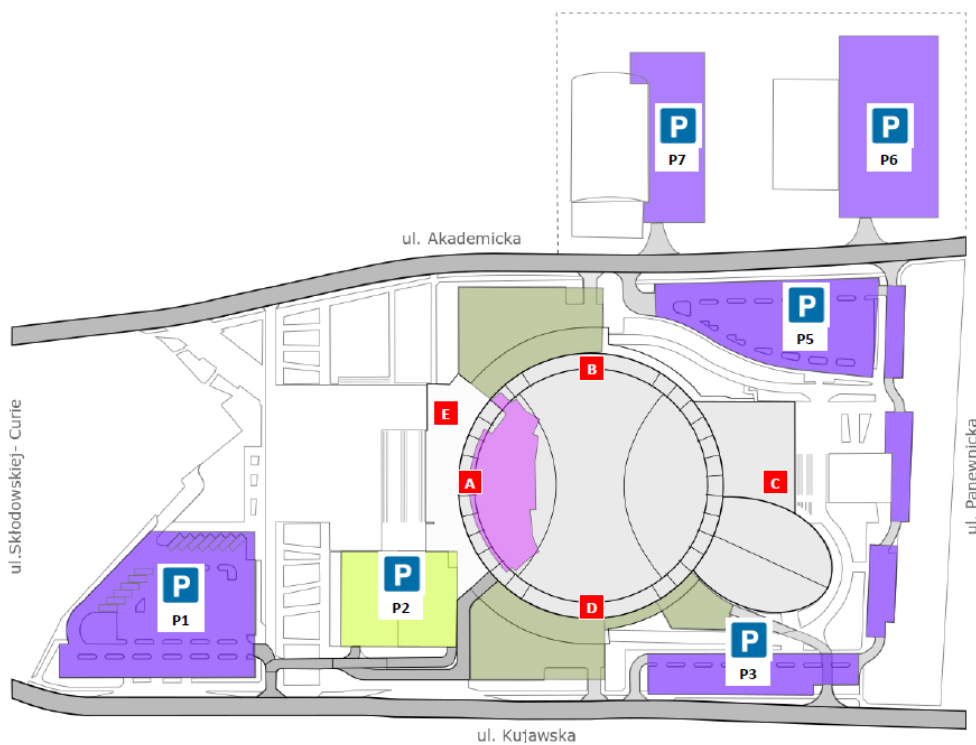 P
P7
P
P6
ul. Akademicka
P
P5
B
E
A
C
ul.Skłodowskiej- Curie
ul. Panewnicka
P
P1
P
P2
D
P
P3
ul. Kujawska